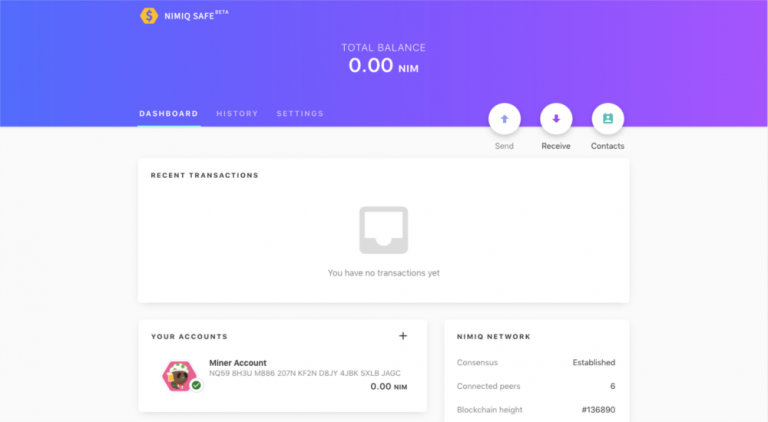 NIMIQ SAFE BETA
TOTAL BALANCE
0.00 NIM
DASHBOARD HISTORY SETTINGS
Send Receive Contacts
RECENT TRANSACTIONS
You have no transactions yet
YOUR ACCOUNTS +
Miner Account
NQ59 8H3U M886 207N KF2N D8JY 4JBK SXLB JAGC
0.00 NIM
NIMIQ NETWORK
Consensus Established
Connected peers 6
Blockchain height #136890